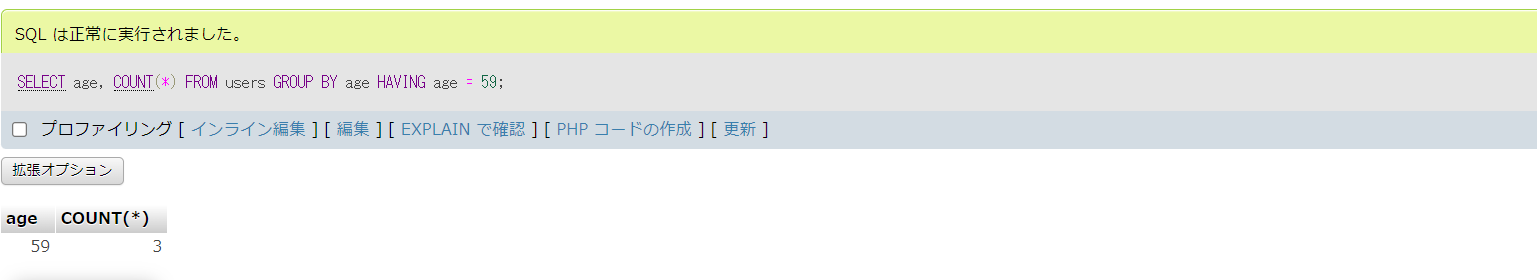 SQL は正常に実行されました。
SELECT age, COUNT(*) FROM users GROUP BY age HAVING age = 59;
プロファイリング [ インライン編集 ] [ 編集 ] [ EXPLAIN で確認 ] [ PHP コードの作成 ] [ 更新 ]
拡張オプション
age COUNT(*)
59 3